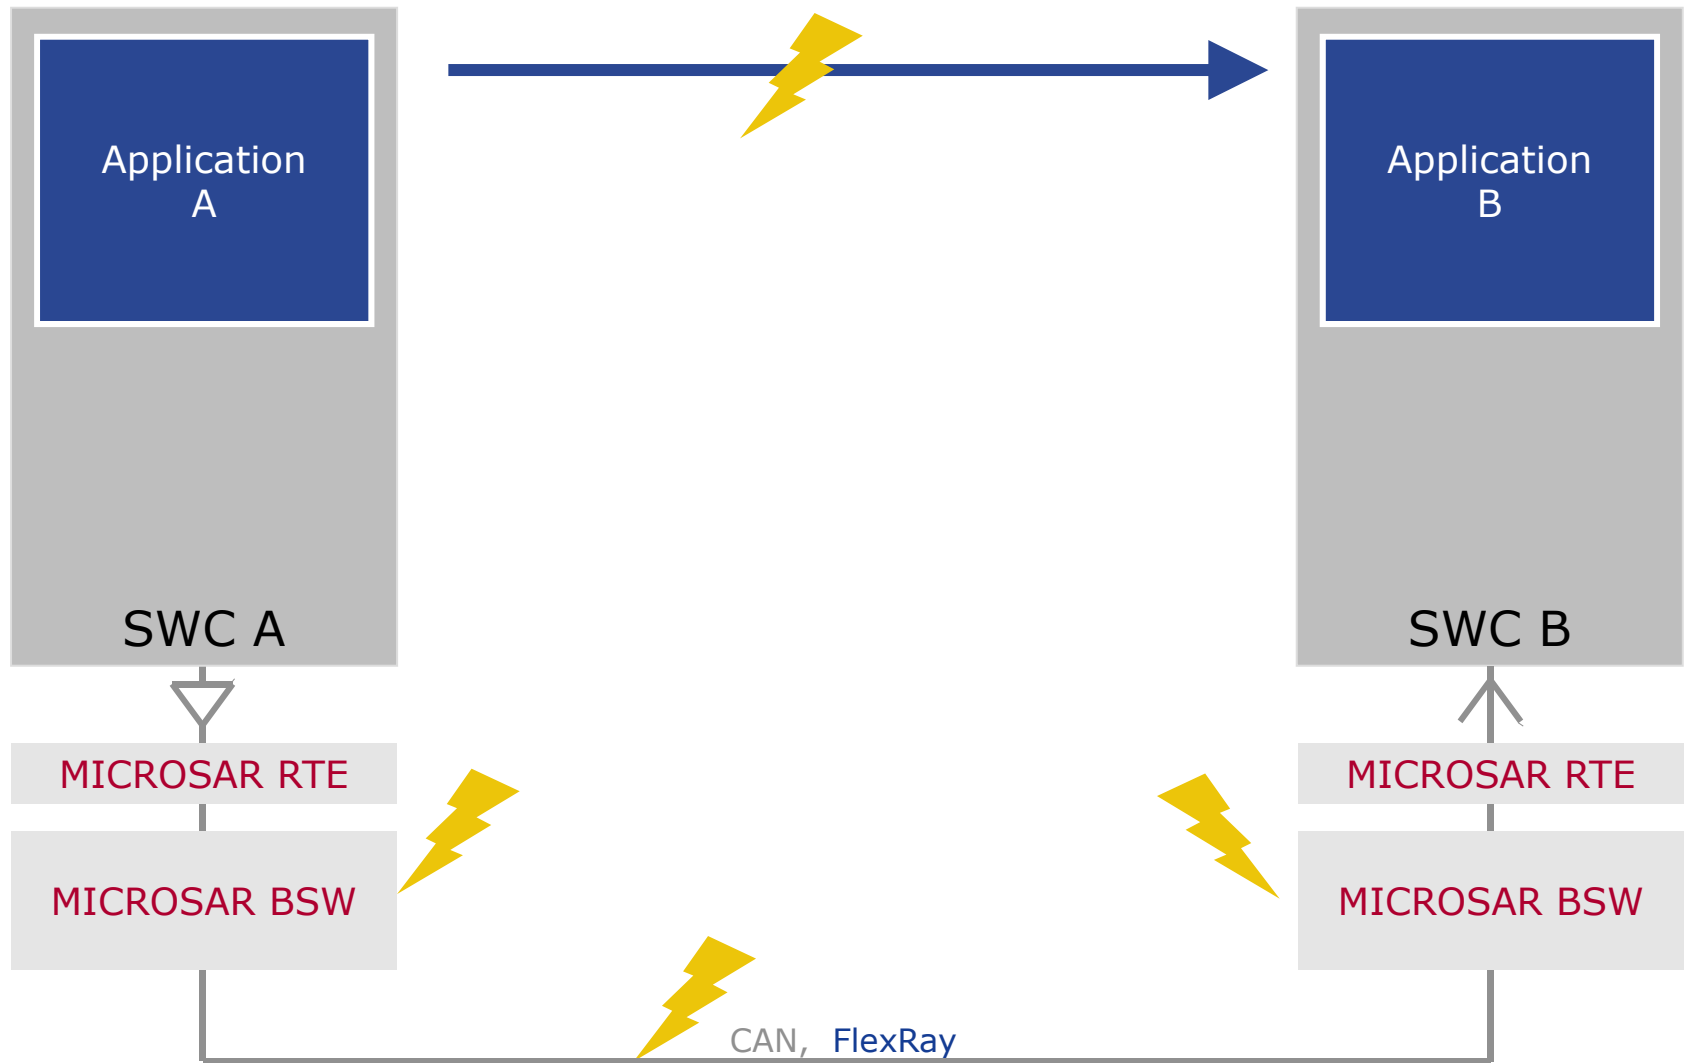 Application
A
Application
B
SWC A
SWC B
MICROSAR RTE
MICROSAR RTE
MICROSAR BSW
MICROSAR BSW
CAN, FlexRay